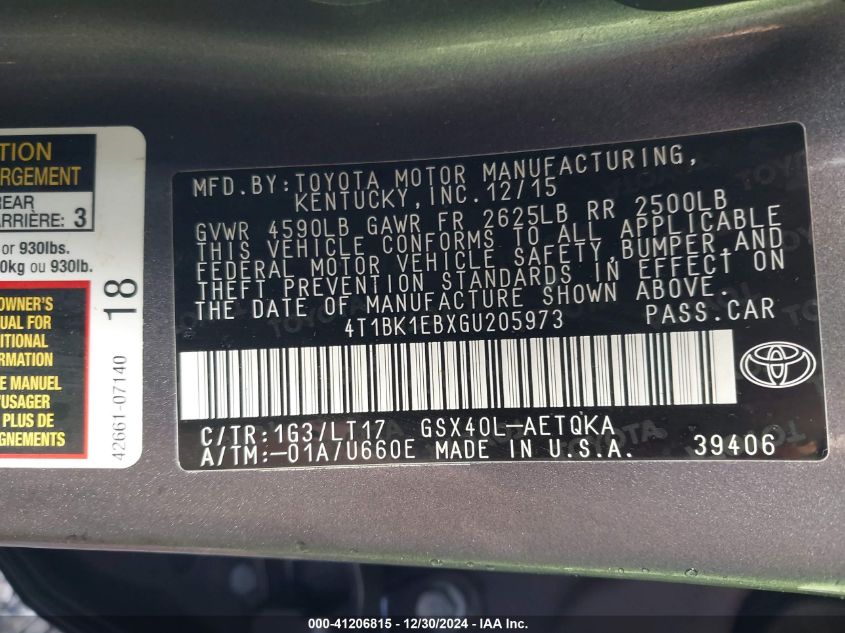 TION
ARGEMENT
REAR
ARRIÈRE: 3
or 930lbs.
0kg ou 930lb.
OWNER'S
UAL FOR
ITIONAL
RMATION
E MANUEL
'USAGER
PLUS DE
GNEMENTS
18
42661-07140
MFD.BY:TOYOTA MOTOR MANUFACTURING,
KENTUCKY,INC.12/15
GVWR 4590LB GAWR FR 2625LB RR 2500LB
THIS VEHICLE CONFORMS TO ALL APPLICABLE
FEDERAL MOTOR VEHICLE SAFETY,BUMPER,AND
THEFT PREVENTION STANDARDS IN EFFECT ON
THE DATE OF MANUFACTURE SHOWN ABOVE.
4T1BK1EBXGU205973 PASS.CAR
C/TR:1G3/LT17 GSX40L-AETQKA
A/TM:-01A/U660E MADE IN U.S.A. 39406
000-41206815 - 12/30/2024 - IAA, Inc.